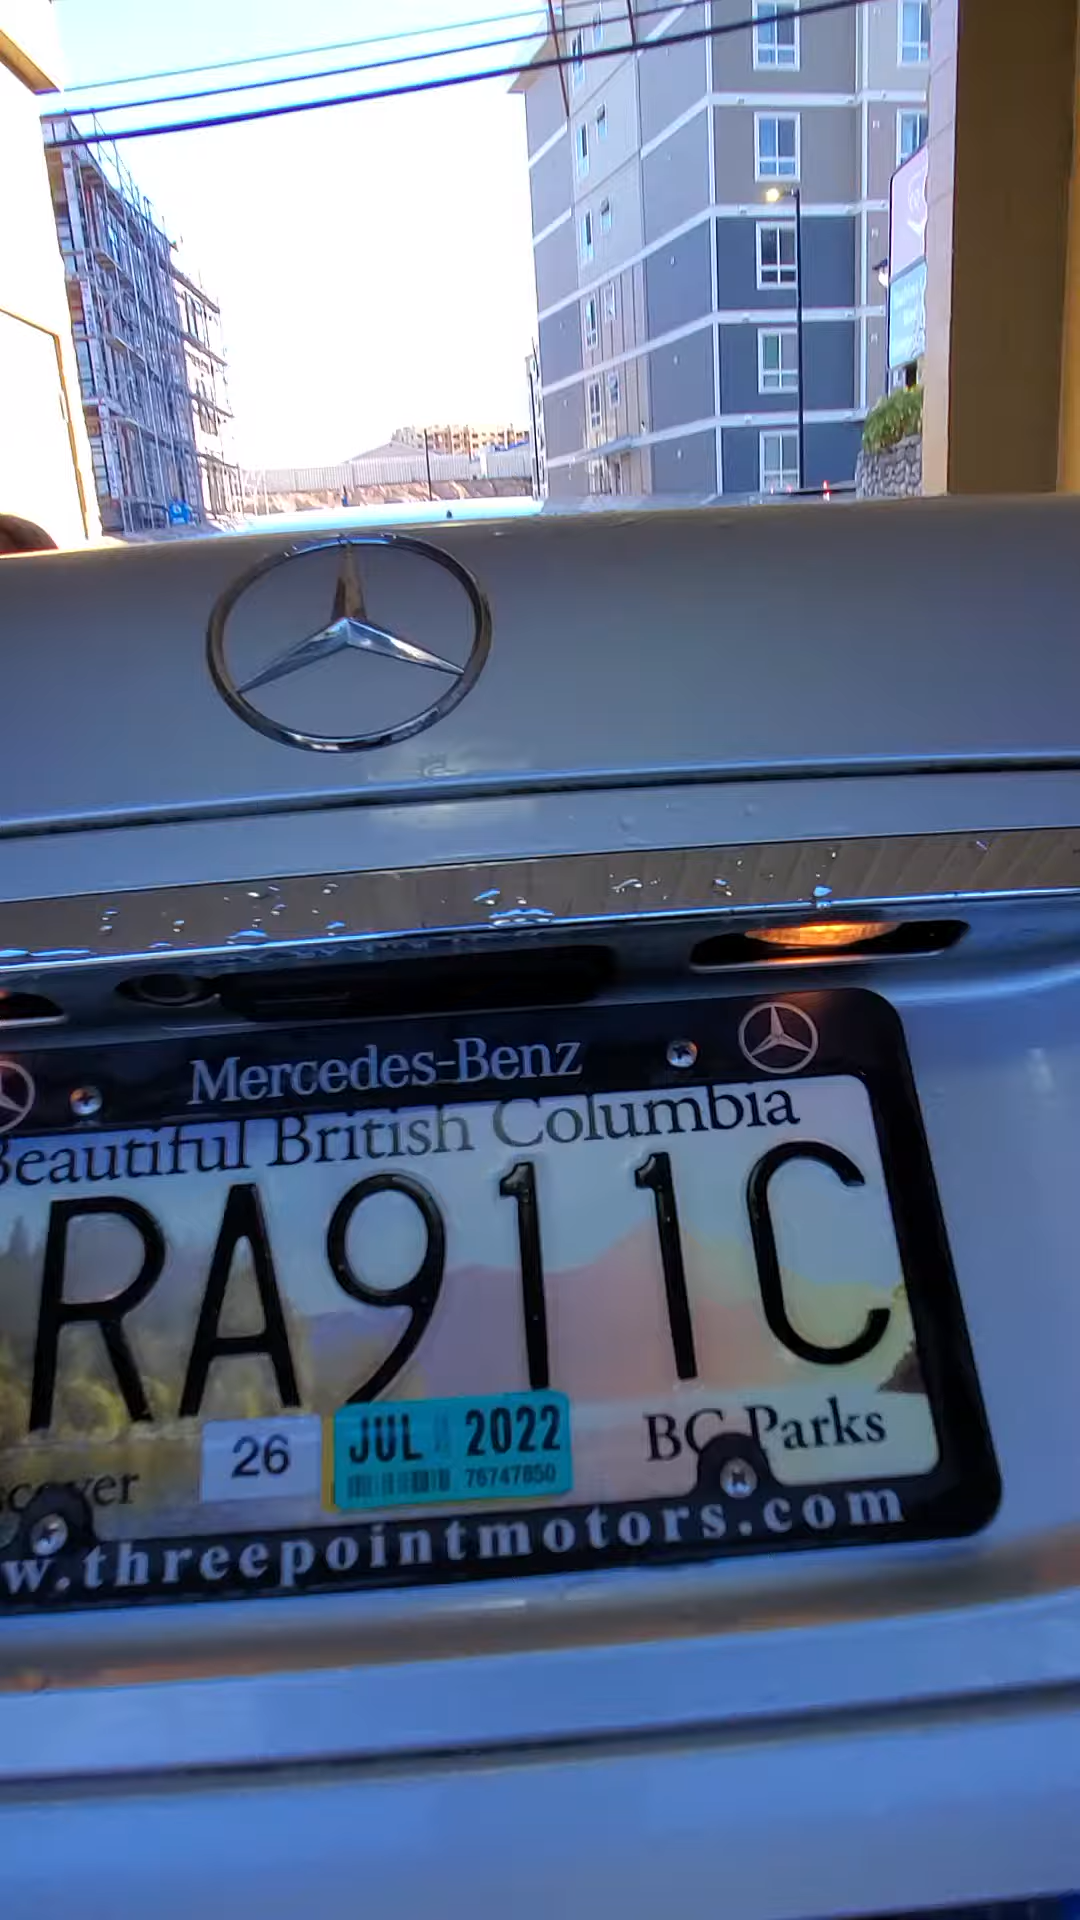 Mercedes-Benz
Beautiful British Columbia
RA911C
26 JUL 2022 BC Parks
76747850
w.threepointmotors.com